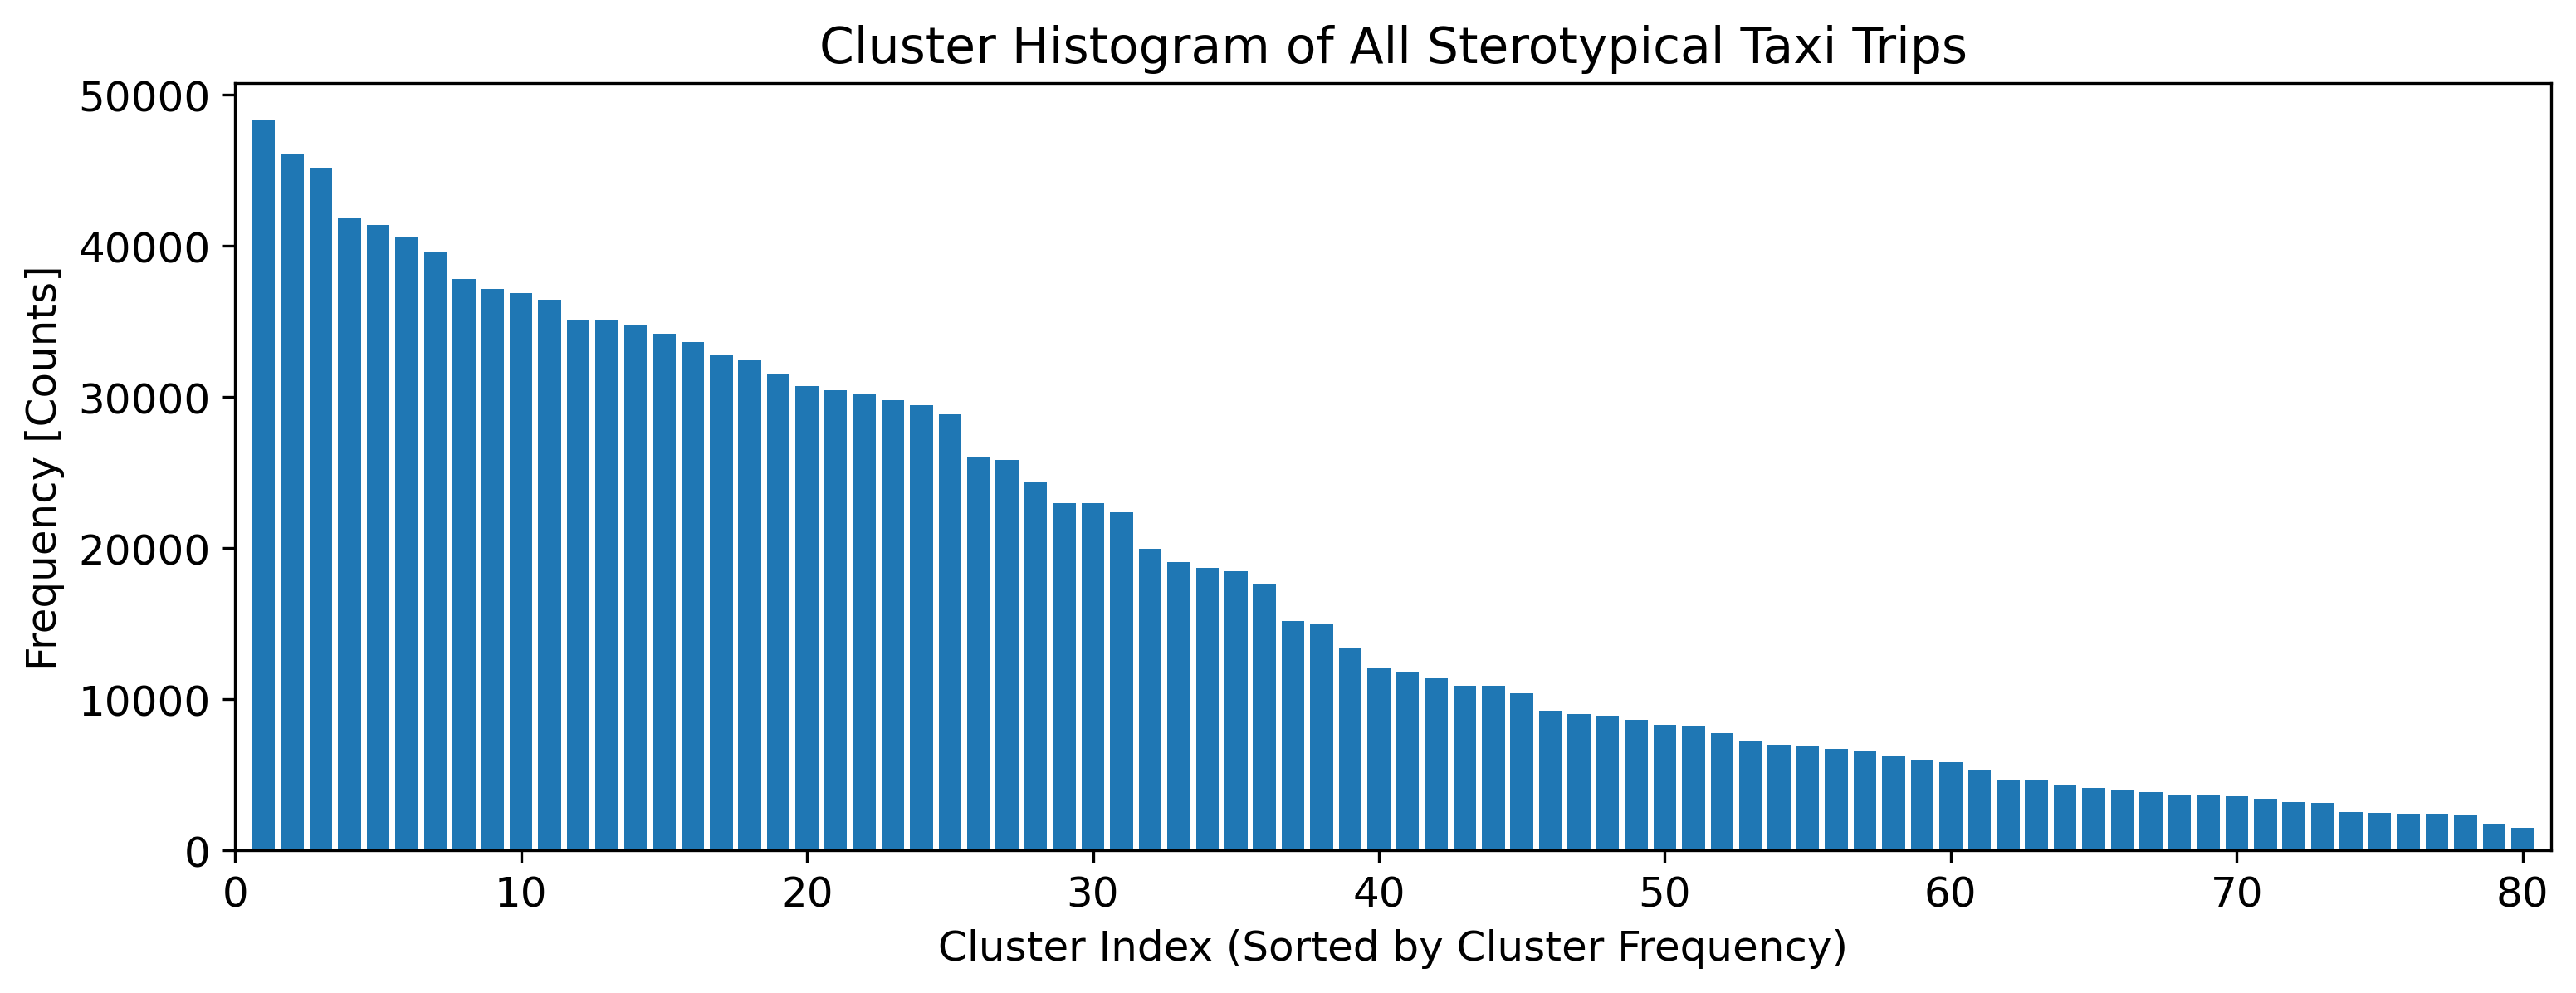 Cluster Histogram of All Sterotypical Taxi Trips
50000
40000
30000
20000
10000
0
Frequency [Counts]
0 10 20 30 40 50 60 70 80
Cluster Index (Sorted by Cluster Frequency)